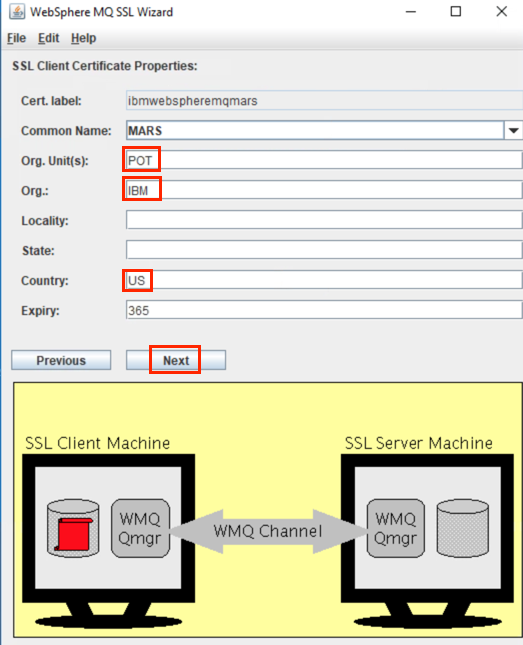 WebSphere MQ SSL Wizard
File Edit Help
SSL Client Certificate Properties:
Cert. label: ibmwebspheremqmars
Common Name: MARS
Org. Unit(s): POT
Org.: IBM
Locality:
State:
Country: US
Expiry: 365
Previous Next
SSL Client Machine SSL Server Machine
WMQ Qmgr WMQ Channel WMQ Qmgr